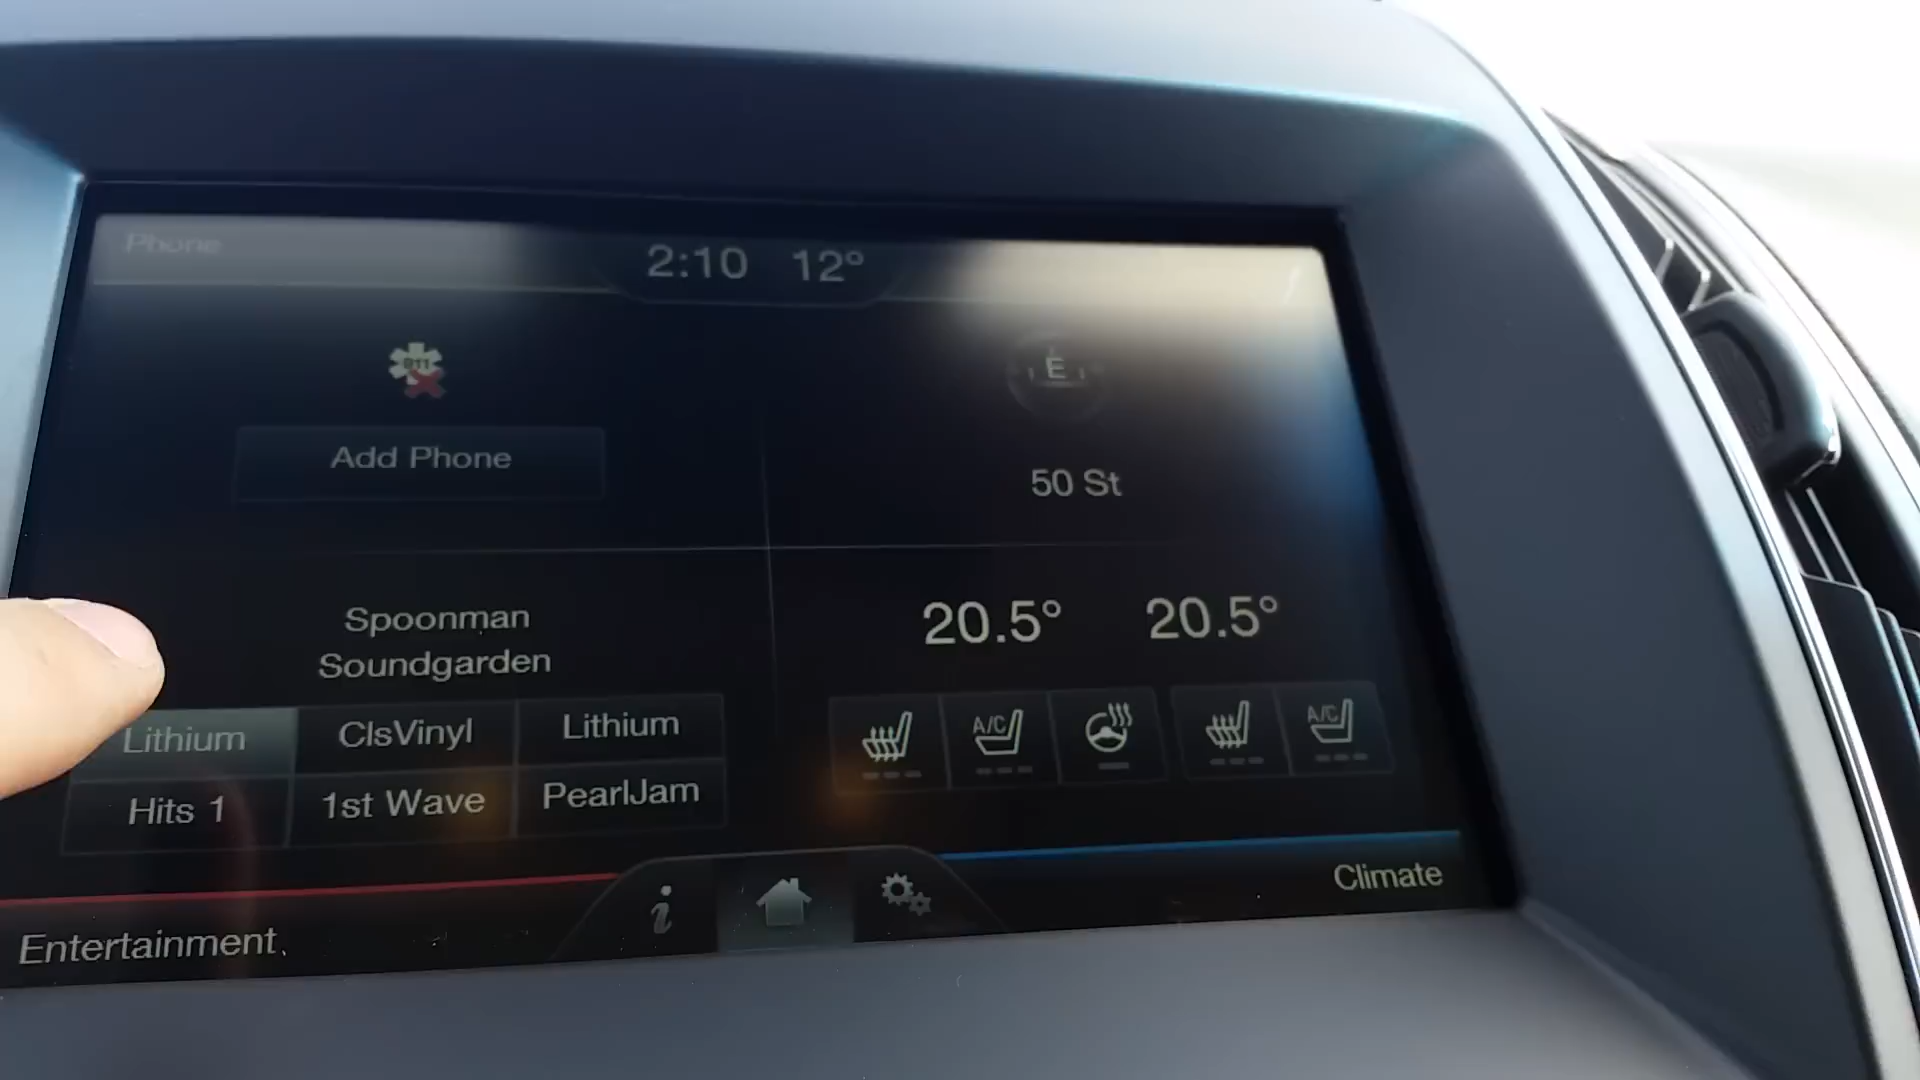 Phone
2:10 12°
911
E
Add Phone
50 St
Spoonman
Soundgarden
20.5° 20.5°
Lithium ClsVinyl Lithium
Hits 1 1st Wave PearlJam
A/C A/C
i
Climate
Entertainment